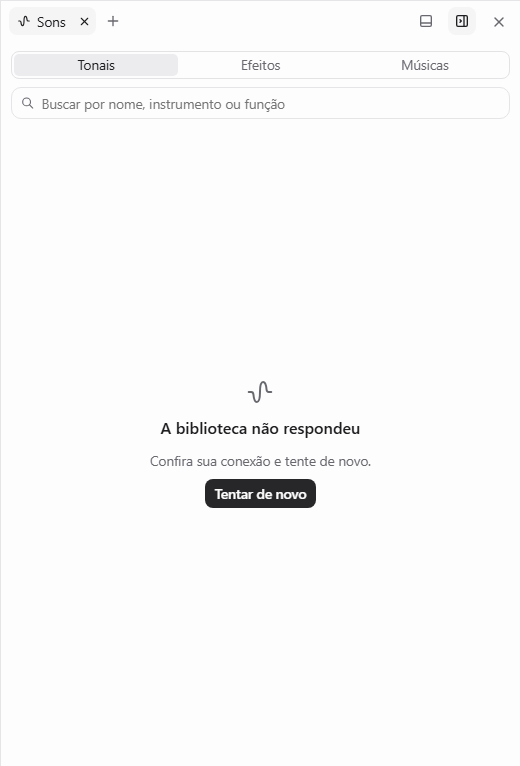 Sons
Tonais
Efeitos
Músicas
Buscar por nome, instrumento ou função
A biblioteca não respondeu
Confira sua conexão e tente de novo.
Tentar de novo